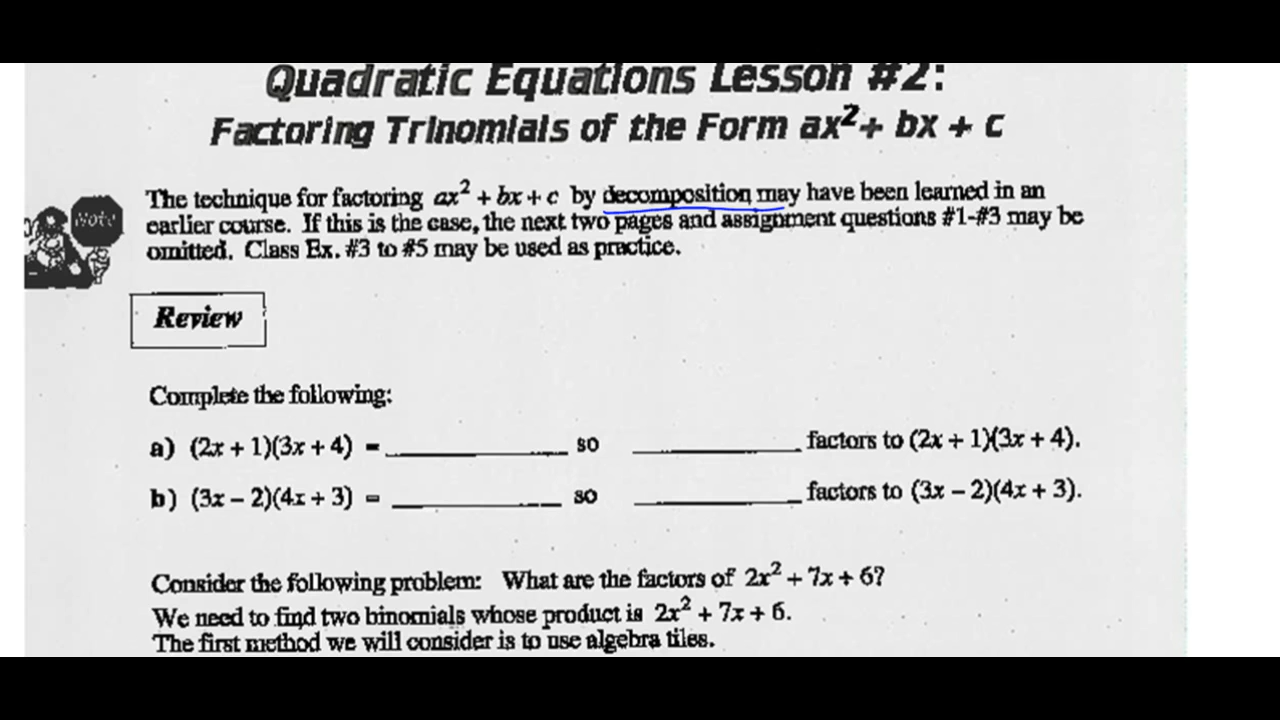 Quadratic Equations Lesson #2:
Factoring Trinomials of the Form ax² + bx + c
The technique for factoring ax² + bx + c by decomposition may have been learned in an
Note
earlier course. If this is the case, the next two pages and assignment questions #1-#3 may be
omitted. Class Ex. #3 to #5 may be used as practice.
Review
Complete the following:
a) (2x + 1)(3x + 4) = ____________ so ____________ factors to (2x + 1)(3x + 4).
b) (3x – 2)(4x + 3) = ____________ so ____________ factors to (3x – 2)(4x + 3).
Consider the following problem: What are the factors of 2x² + 7x + 6?
We need to find two binomials whose product is 2x² + 7x + 6.
The first method we will consider is to use algebra tiles.